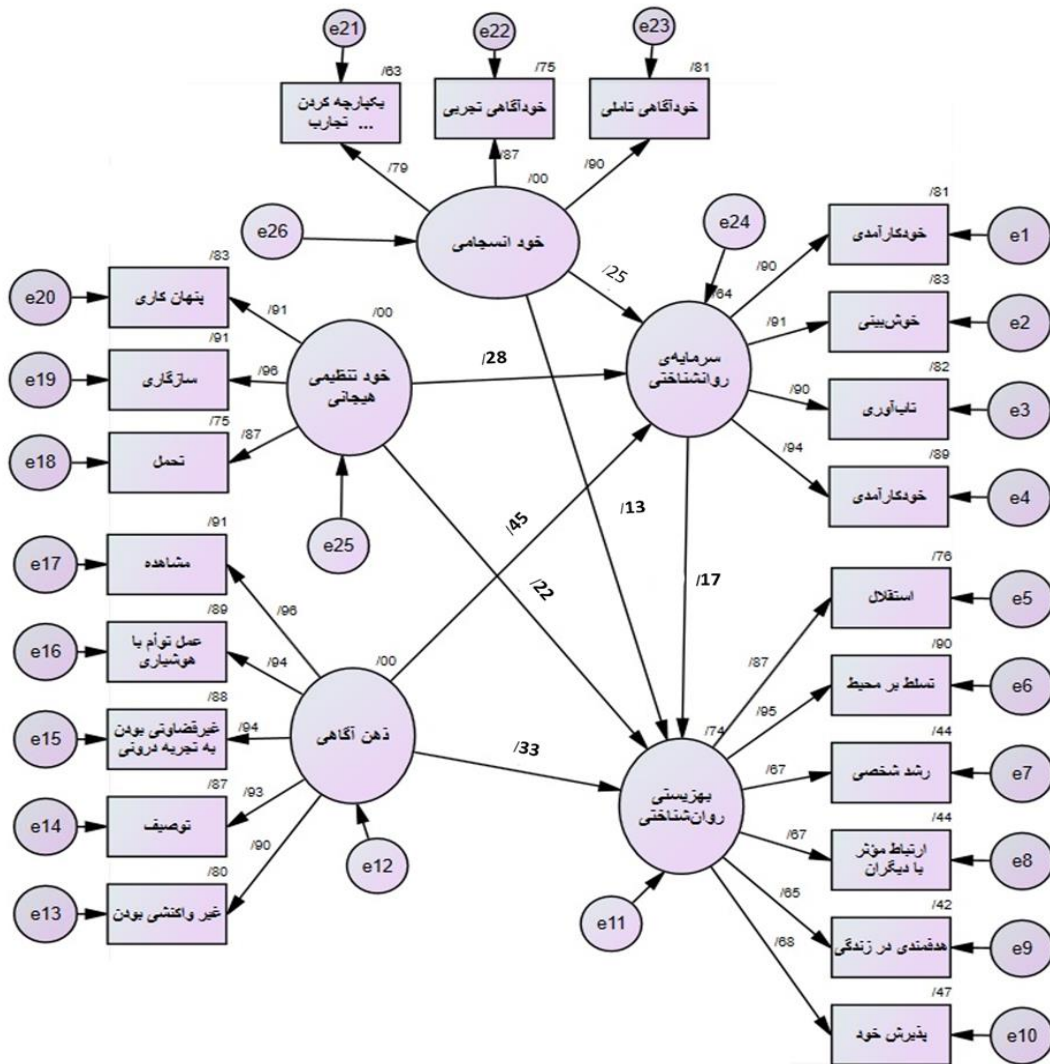 e21
e22
e23
/63
/75
/81
یکپارچه کردن
تجارب ...
خودآگاهی تجربی
خودآگاهی تاملی
/79
/87
/90
/00
خود انسجامی
e26
e24
/25
/64
سرمایه‌ی
روانشناختی
/90
/91
/90
/94
/81
خودکارآمدی
e1
/83
خوش‌بینی
e2
/82
تاب‌آوری
e3
/89
خودکارآمدی
e4
/83
پنهان کاری
e20
/91
/91
سازگاری
e19
/96
/75
تحمل
e18
/87
/00
خود تنظیمی
هیجانی
e25
/28
/45
/22
/13
/17
/33
/91
مشاهده
e17
/96
/89
عمل توأم با
هوشیاری
e16
/94
/88
غیرقضاوتی بودن
به تجربه درونی
e15
/94
/87
توصیف
e14
/93
/80
غیر واکنشی بودن
e13
/90
/00
ذهن آگاهی
e12
/74
بهزیستی
روان‌شناختی
e11
/87
/95
/67
/67
/65
/68
/76
استقلال
e5
/90
تسلط بر محیط
e6
/44
رشد شخصی
e7
/44
ارتباط مؤثر
با دیگران
e8
/42
هدفمندی در زندگی
e9
/47
پذیرش خود
e10